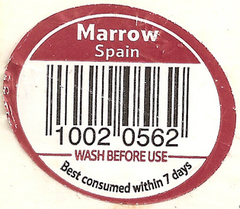 Marrow
Spain
1002 0562
WASH BEFORE USE
Best consumed within 7 days